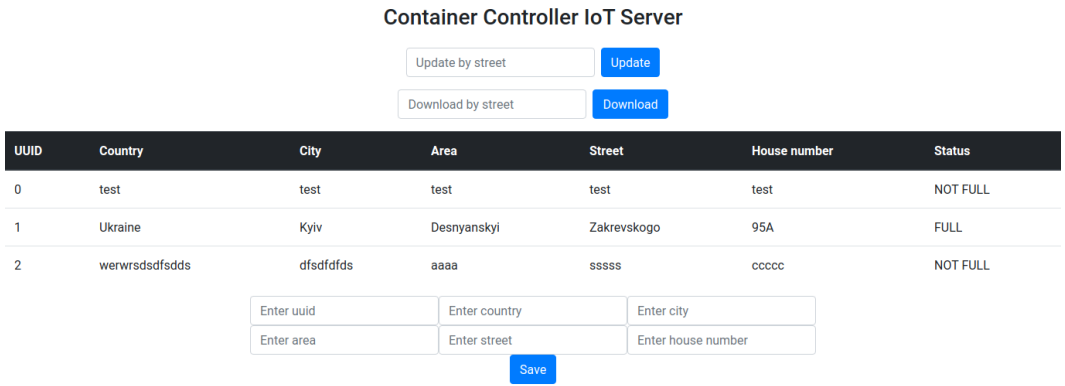 Container Controller IoT Server
Update by street Update
Download by street Download
UUID Country City Area Street House number Status
0 test test test test test NOT FULL
1 Ukraine Kyiv Desnyanskyi Zakrevskogo 95A FULL
2 werwrsdsdfsdds dfsdfdfds aaaa sssss ccccc NOT FULL
Enter uuid Enter country Enter city
Enter area Enter street Enter house number
Save